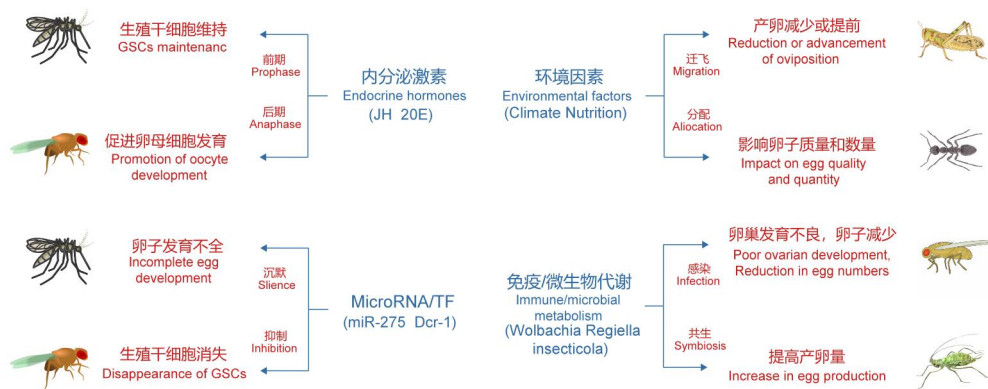 生殖干细胞维持
GSCs maintenanc
前期
Prophase
内分泌激素
Endocrine hormones
(JH 20E)
后期
Anaphase
促进卵母细胞发育
Promotion of oocyte
development
产卵减少或提前
Reduction or advancement
of oviposition
迁飞
Migration
环境因素
Environmental factors
(Climate Nutrition)
分配
Aliocation
影响卵子质量和数量
Impact on egg quality
and quantity
卵子发育不全
Incomplete egg
development
沉默
Slience
MicroRNA/TF
(miR-275 Dcr-1)
抑制
Inhibition
生殖干细胞消失
Disappearance of GSCs
卵巢发育不良，卵子减少
Poor ovarian development,
Reduction in egg numbers
感染
Infection
免疫/微生物代谢
Immune/microbial
metabolism
(Wolbachia Regiella
insecticola)
共生
Symbiosis
提高产卵量
Increase in egg production